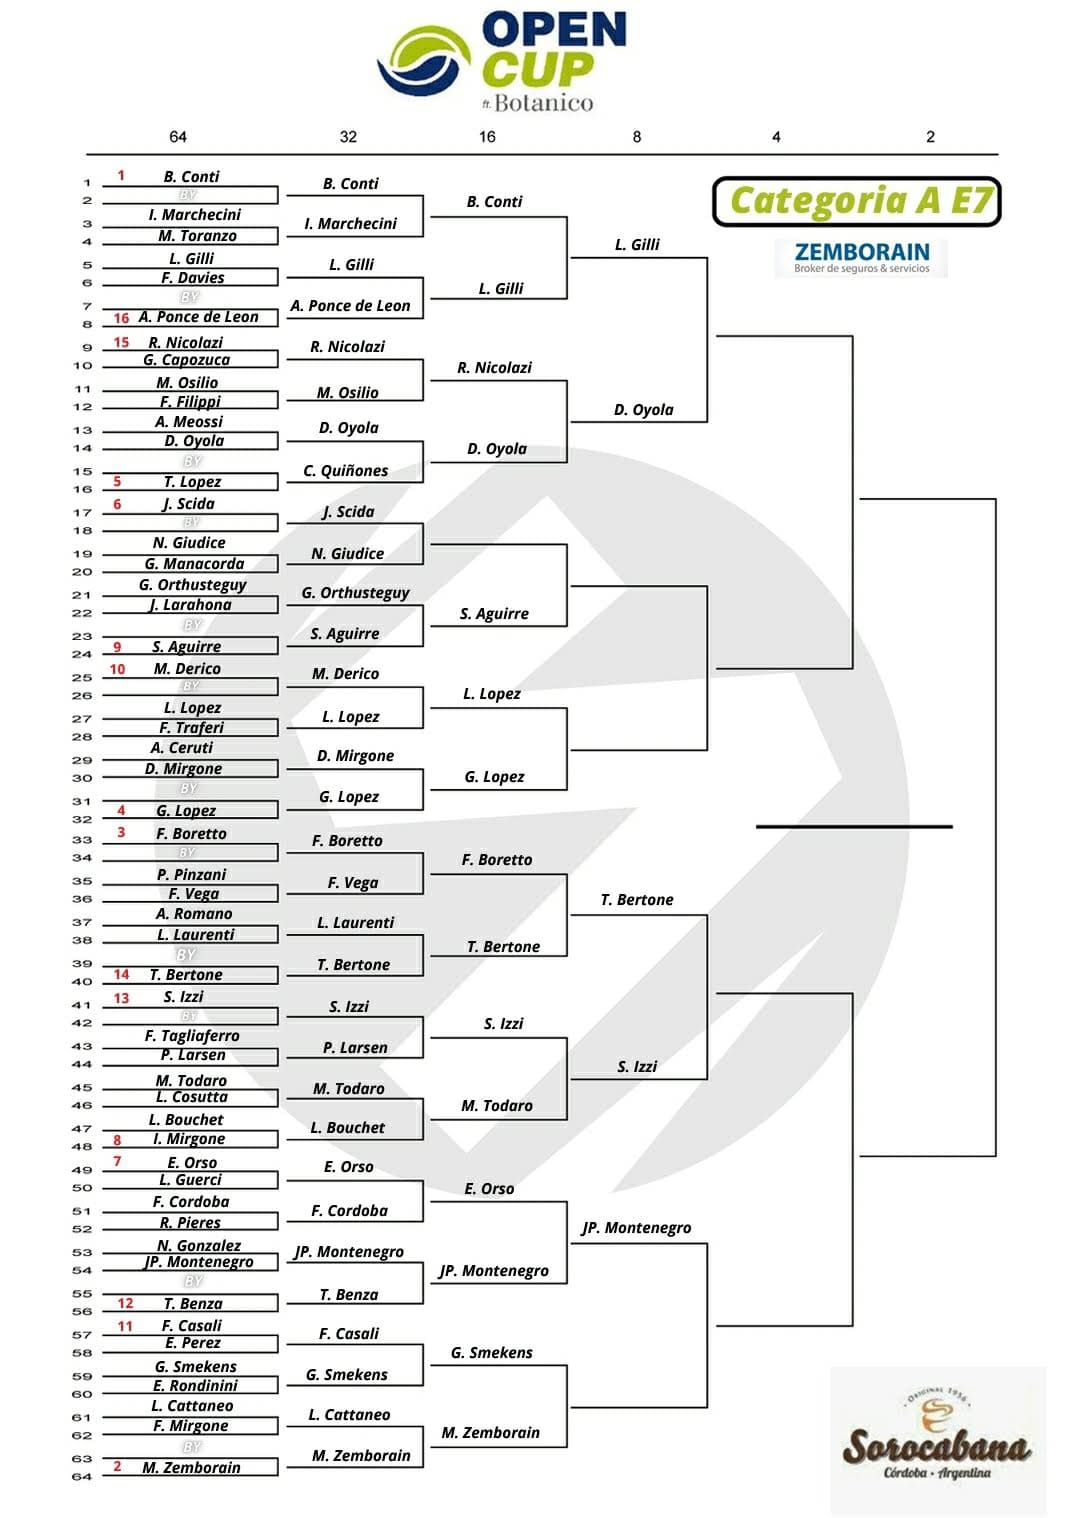 OPEN
CUP
ft. Botanico
64 32 16 8 4 2
Categoria A E7
ZEMBORAIN
Broker de seguros & servicios
1 1 B. Conti
2 BY
3 I. Marchecini
4 M. Toranzo
5 L. Gilli
6 F. Davies
7 BY
8 16 A. Ponce de Leon
9 15 R. Nicolazi
10 G. Capozuca
11 M. Osilio
12 F. Filippi
13 A. Meossi
14 D. Oyola
15 BY
16 5 T. Lopez
17 6 J. Scida
18 BY
19 N. Giudice
20 G. Manacorda
21 G. Orthusteguy
22 J. Larahona
23 BY
24 9 S. Aguirre
25 10 M. Derico
26 BY
27 L. Lopez
28 F. Traferi
29 A. Ceruti
30 D. Mirgone
31 BY
32 4 G. Lopez
33 3 F. Boretto
34 BY
35 P. Pinzani
36 F. Vega
37 A. Romano
38 L. Laurenti
39 BY
40 14 T. Bertone
41 13 S. Izzi
42 BY
43 F. Tagliaferro
44 P. Larsen
45 M. Todaro
46 L. Cosutta
47 L. Bouchet
48 8 I. Mirgone
49 7 E. Orso
50 L. Guerci
51 F. Cordoba
52 R. Pieres
53 N. Gonzalez
54 JP. Montenegro
55 BY
56 12 T. Benza
57 11 F. Casali
58 E. Perez
59 G. Smekens
60 E. Rondinini
61 L. Cattaneo
62 F. Mirgone
63 BY
64 2 M. Zemborain
B. Conti
I. Marchecini
L. Gilli
A. Ponce de Leon
R. Nicolazi
M. Osilio
D. Oyola
C. Quiñones
J. Scida
N. Giudice
G. Orthusteguy
S. Aguirre
M. Derico
L. Lopez
D. Mirgone
G. Lopez
F. Boretto
F. Vega
L. Laurenti
T. Bertone
S. Izzi
P. Larsen
M. Todaro
L. Bouchet
E. Orso
F. Cordoba
JP. Montenegro
T. Benza
F. Casali
G. Smekens
L. Cattaneo
M. Zemborain
B. Conti
L. Gilli
R. Nicolazi
D. Oyola
S. Aguirre
L. Lopez
G. Lopez
F. Boretto
T. Bertone
S. Izzi
M. Todaro
E. Orso
JP. Montenegro
G. Smekens
M. Zemborain
L. Gilli
D. Oyola
T. Bertone
S. Izzi
JP. Montenegro
ORIGINAL 1956
Sorocabana
Córdoba • Argentina